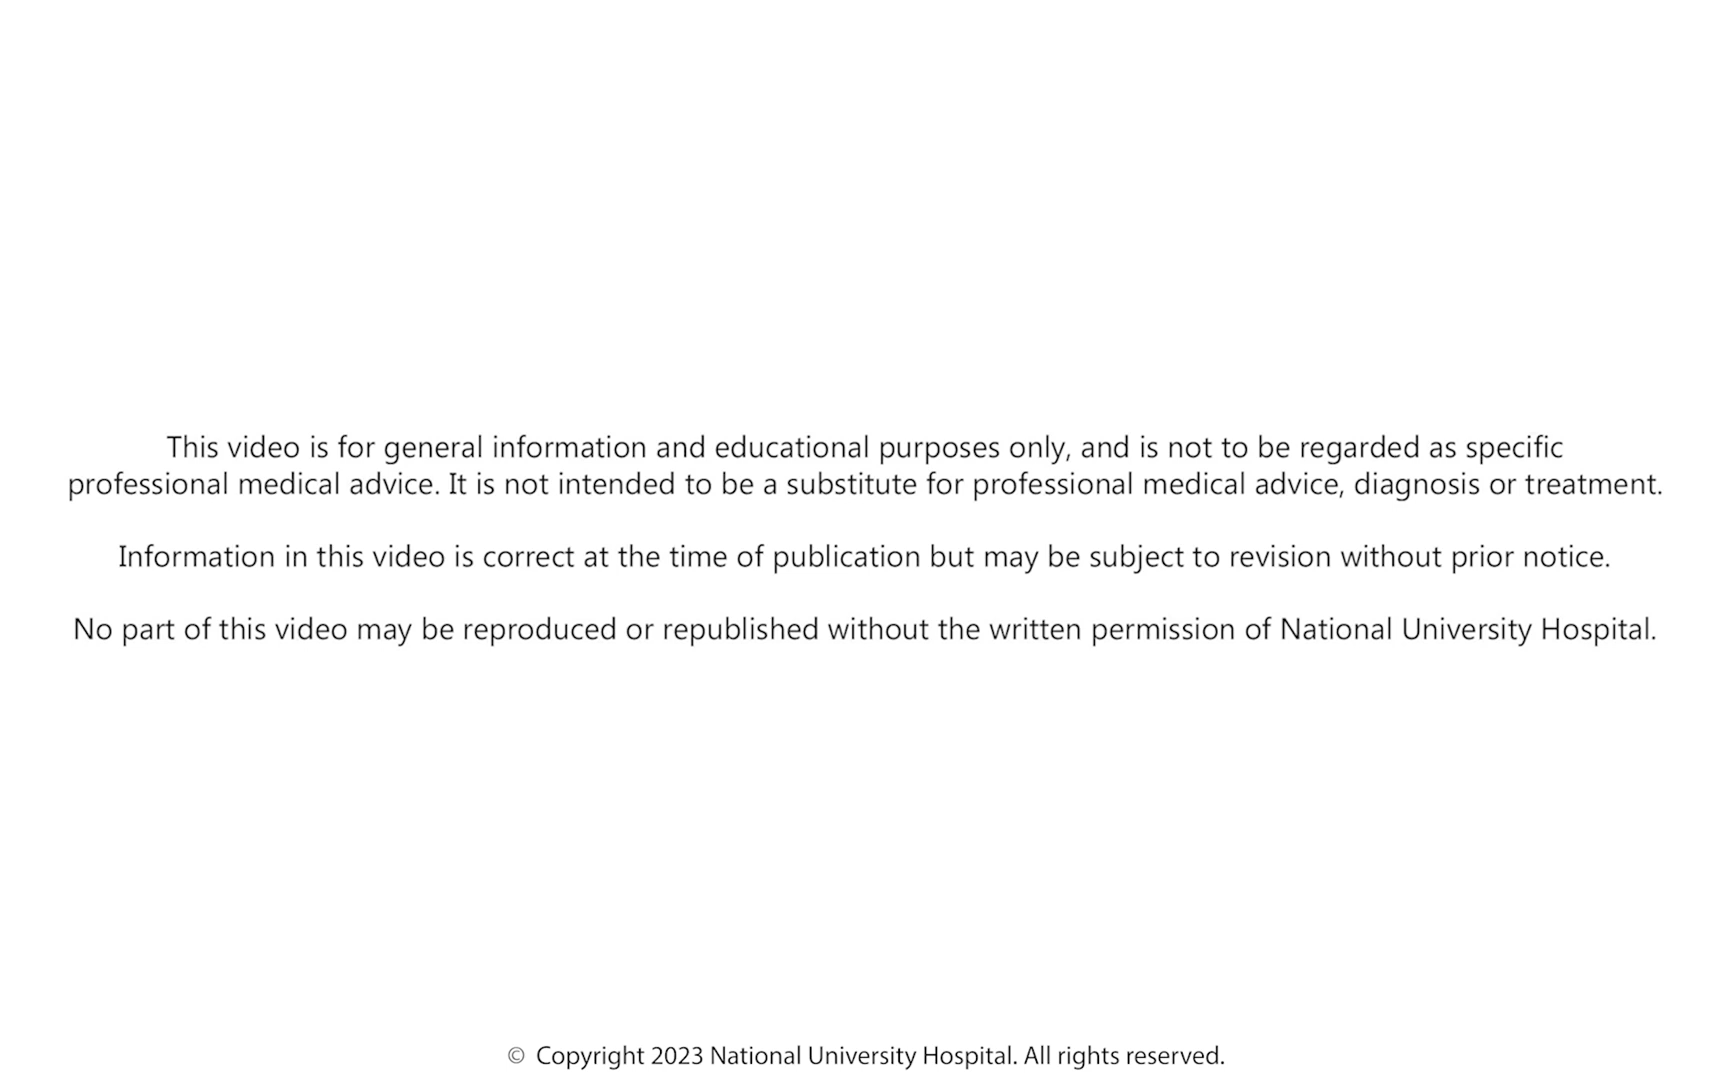 This video is for general information and educational purposes only, and is not to be regarded as specific
professional medical advice. It is not intended to be a substitute for professional medical advice, diagnosis or treatment.
Information in this video is correct at the time of publication but may be subject to revision without prior notice.
No part of this video may be reproduced or republished without the written permission of National University Hospital.
© Copyright 2023 National University Hospital. All rights reserved.